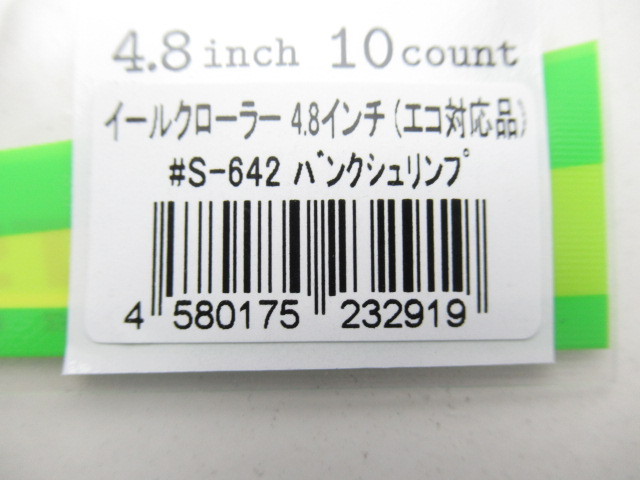 4.8 inch 10 count
イールクローラー 4.8インチ (エコ対応品)
#S-642 バンクシュリンプ
4 580175 232919